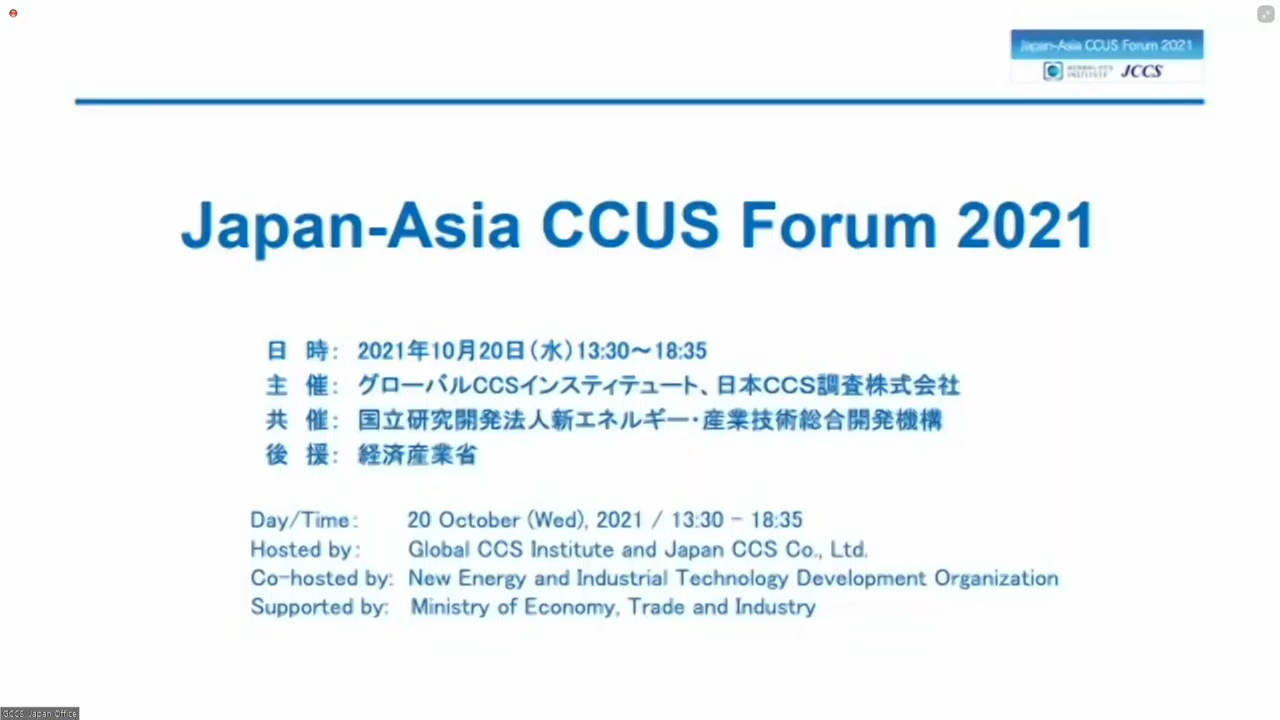 Japan-Asia CCUS Forum 2021
GLOBAL CCS
INSTITUTE
JCCS
Japan-Asia CCUS Forum 2021
日 時: 2021年10月20日(水)13:30～18:35
主 催: グローバルCCSインスティテュート、日本CCS調査株式会社
共 催: 国立研究開発法人新エネルギー・産業技術総合開発機構
後 援: 経済産業省
Day/Time: 20 October (Wed), 2021 / 13:30 - 18:35
Hosted by: Global CCS Institute and Japan CCS Co., Ltd.
Co-hosted by: New Energy and Industrial Technology Development Organization
Supported by: Ministry of Economy, Trade and Industry
GCCS Japan Office